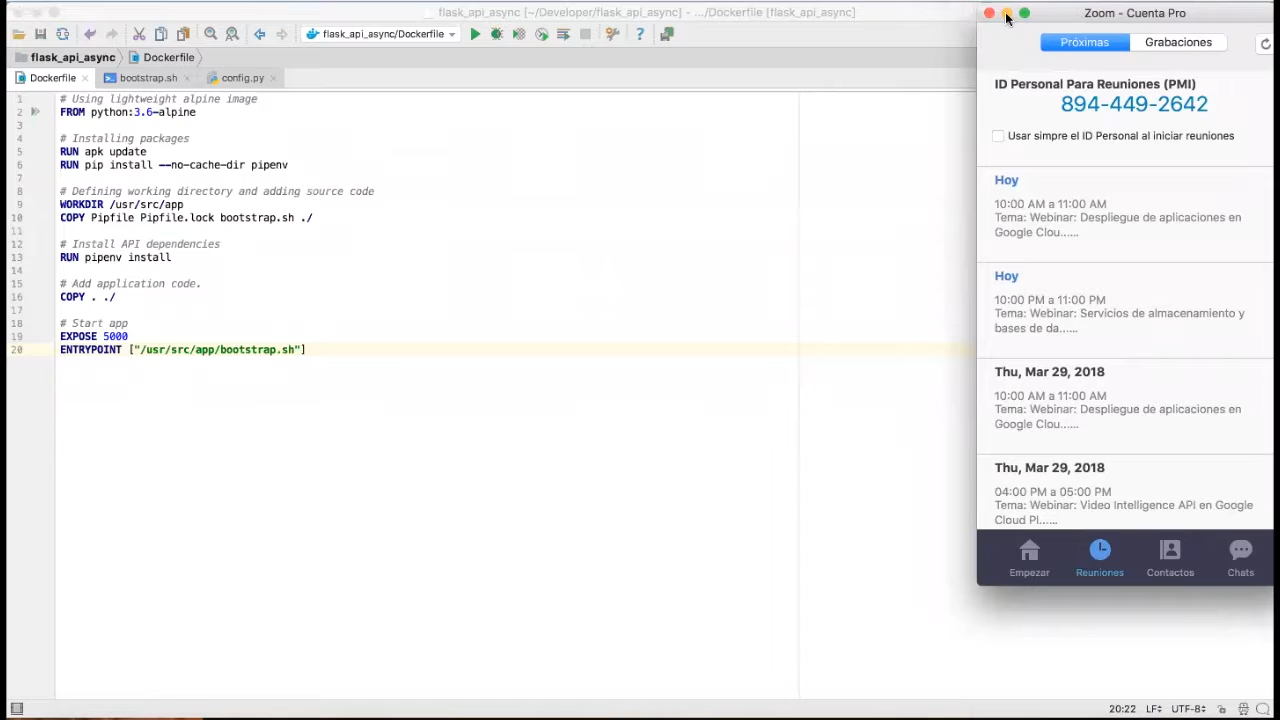 flask_api_async [~/Developer/flask_api_async] - .../Dockerfile [flask_api_async]
flask_api_async/Dockerfile
flask_api_async
Dockerfile
Dockerfile
bootstrap.sh
config.py
1 # Using lightweight alpine image
2 FROM python:3.6-alpine
3
4 # Installing packages
5 RUN apk update
6 RUN pip install --no-cache-dir pipenv
7
8 # Defining working directory and adding source code
9 WORKDIR /usr/src/app
10 COPY Pipfile Pipfile.lock bootstrap.sh ./
11
12 # Install API dependencies
13 RUN pipenv install
14
15 # Add application code.
16 COPY . ./
17
18 # Start app
19 EXPOSE 5000
20 ENTRYPOINT ["/usr/src/app/bootstrap.sh"]
Zoom - Cuenta Pro
Próximas
Grabaciones
ID Personal Para Reuniones (PMI)
894-449-2642
Usar simpre el ID Personal al iniciar reuniones
Hoy
10:00 AM a 11:00 AM
Tema: Webinar: Despliegue de aplicaciones en
Google Clou......
Hoy
10:00 PM a 11:00 PM
Tema: Webinar: Servicios de almacenamiento y
bases de da......
Thu, Mar 29, 2018
10:00 AM a 11:00 AM
Tema: Webinar: Despliegue de aplicaciones en
Google Clou......
Thu, Mar 29, 2018
04:00 PM a 05:00 PM
Tema: Webinar: Video Intelligence API en Google
Cloud Pl......
Empezar
Reuniones
Contactos
Chats
20:22 LF÷ UTF-8÷